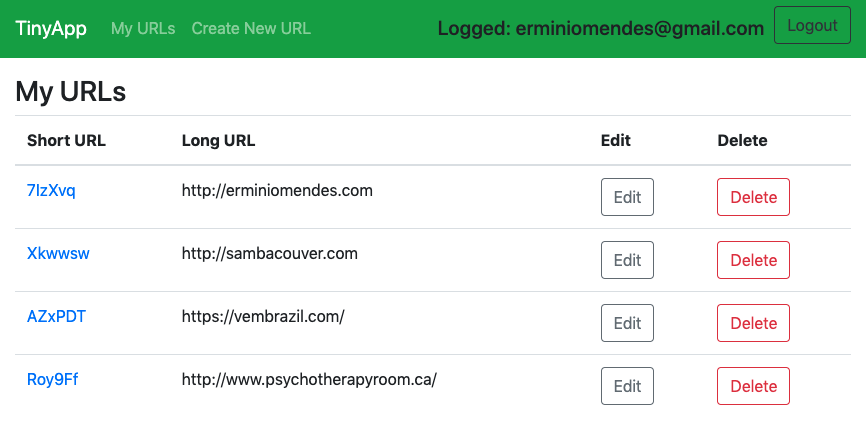 TinyApp My URLs Create New URL Logged: erminiomendes@gmail.com Logout
My URLs
Short URL Long URL Edit Delete
7IzXvq http://erminiomendes.com Edit Delete
Xkwwsw http://sambacouver.com Edit Delete
AZxPDT https://vembrazil.com/ Edit Delete
Roy9Ff http://www.psychotherapyroom.ca/ Edit Delete